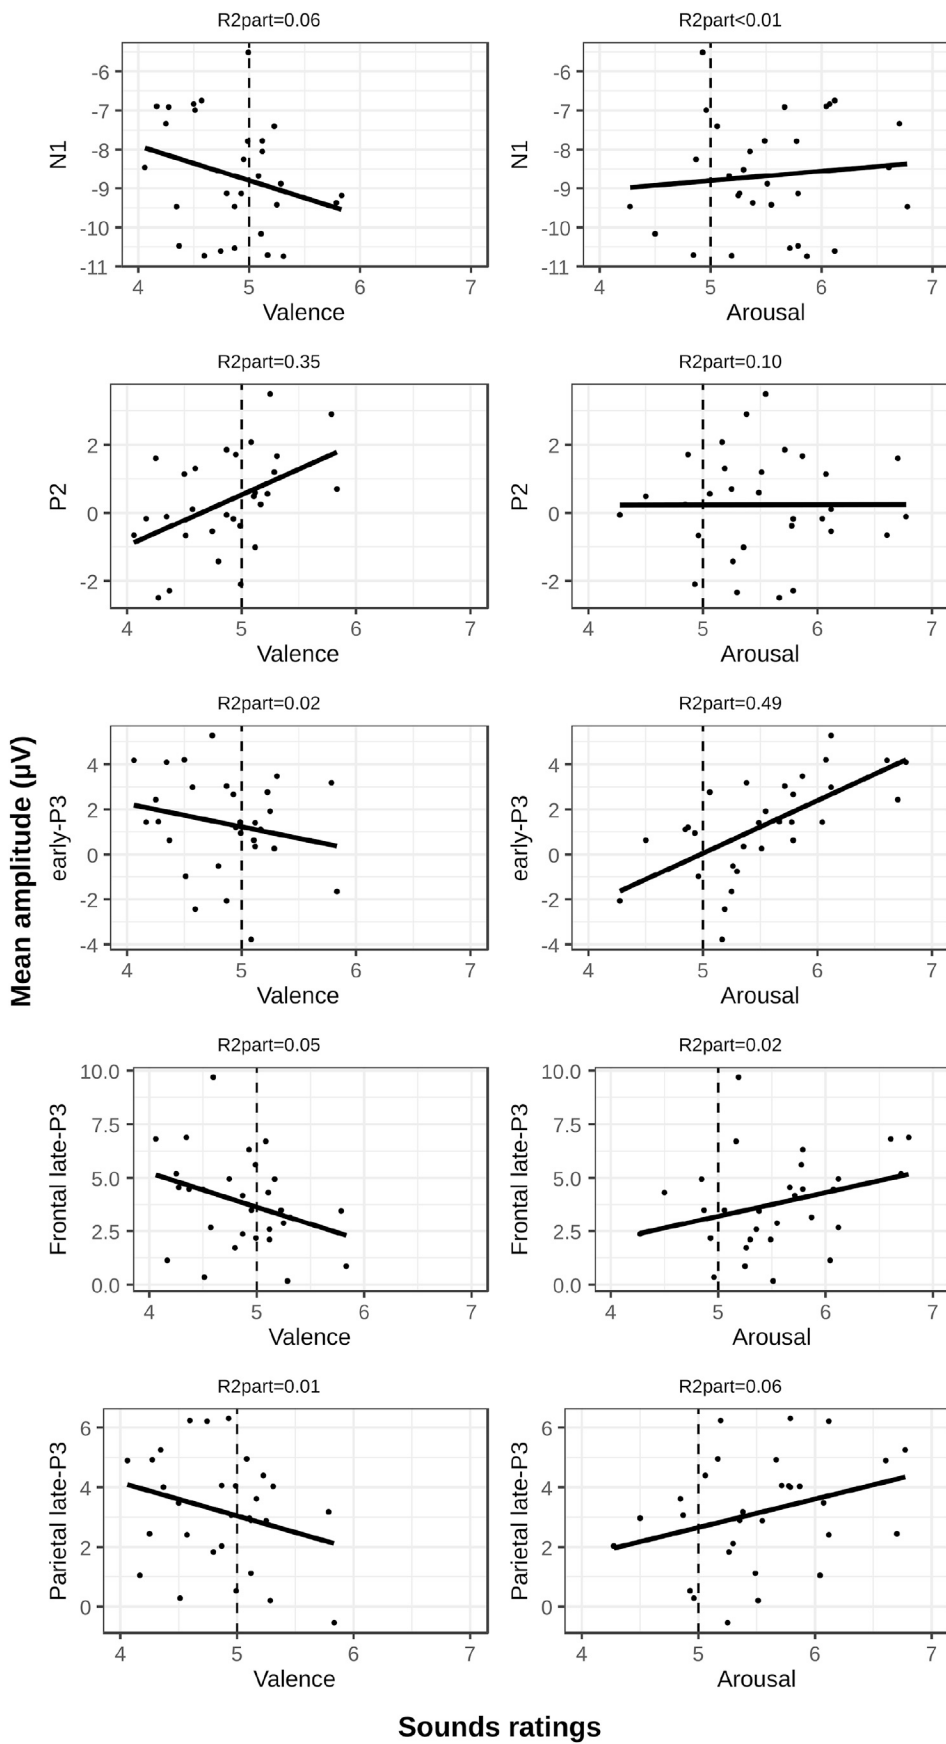 R2part=0.06
R2part<0.01
N1
-6
-7
-8
-9
-10
-11
4 5 6 7
Valence
N1
-6
-7
-8
-9
-10
-11
4 5 6 7
Arousal
R2part=0.35
R2part=0.10
P2
2
0
-2
4 5 6 7
Valence
P2
2
0
-2
4 5 6 7
Arousal
R2part=0.02
R2part=0.49
Mean amplitude (µV)
early-P3
4
2
0
-2
-4
4 5 6 7
Valence
early-P3
4
2
0
-2
-4
4 5 6 7
Arousal
R2part=0.05
R2part=0.02
Frontal late-P3
10.0
7.5
5.0
2.5
0.0
4 5 6 7
Valence
Frontal late-P3
10.0
7.5
5.0
2.5
0.0
4 5 6 7
Arousal
R2part=0.01
R2part=0.06
Parietal late-P3
6
4
2
0
4 5 6 7
Valence
Parietal late-P3
6
4
2
0
4 5 6 7
Arousal
Sounds ratings